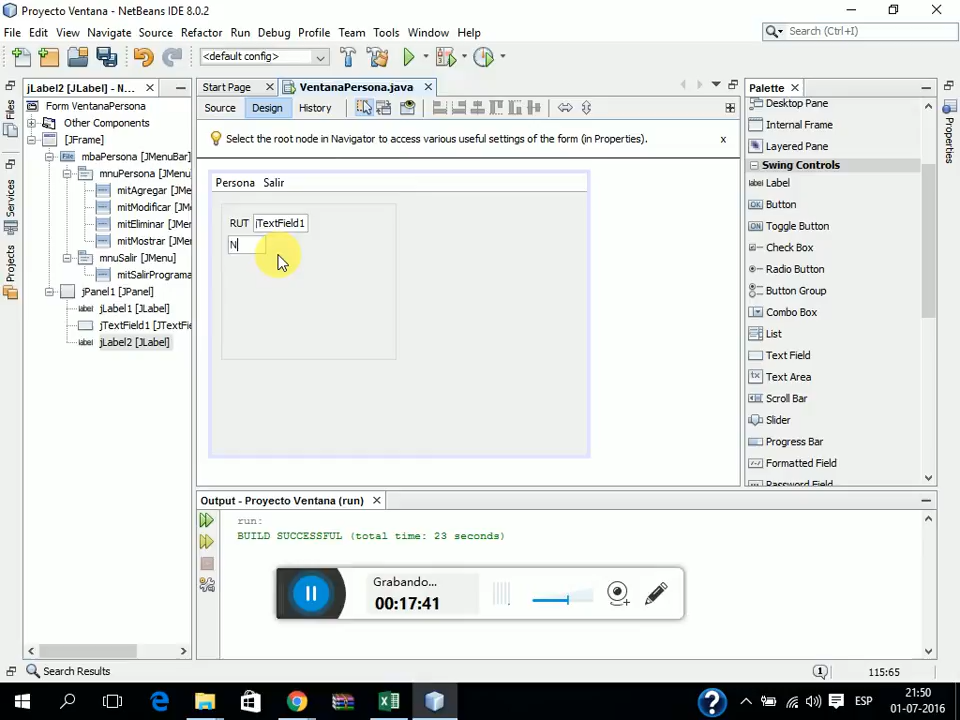 Proyecto Ventana - NetBeans IDE 8.0.2
File Edit View Navigate Source Refactor Run Debug Profile Team Tools Window Help
Search (Ctrl+I)
<default config>
jLabel2 [JLabel] - N...
Start Page
VentanaPersona.java
Palette
Files
Services
Projects
Properties
Form VentanaPersona
Other Components
[JFrame]
mbaPersona [JMenuBar]
mnuPersona [JMenu
mitAgregar [JMe
mitModificar [JM
mitEliminar [JMe
mitMostrar [JMe
mnuSalir [JMenu]
mitSalirPrograma
jPanel1 [JPanel]
jLabel1 [JLabel]
jTextField1 [JTextFie
jLabel2 [JLabel]
Source Design History
Select the root node in Navigator to access various useful settings of the form (in Properties).
x
Persona Salir
RUT jTextField1
N
Desktop Pane
Internal Frame
Layered Pane
Swing Controls
label Label
OK Button
Toggle Button
Check Box
Radio Button
Button Group
Combo Box
List
Text Field
Text Area
Scroll Bar
Slider
Progress Bar
Formatted Field
Password Field
Output - Proyecto Ventana (run)
run:
BUILD SUCCESSFUL (total time: 23 seconds)
Grabando...
00:17:41
Search Results
1
115:65
ESP
21:50
01-07-2016